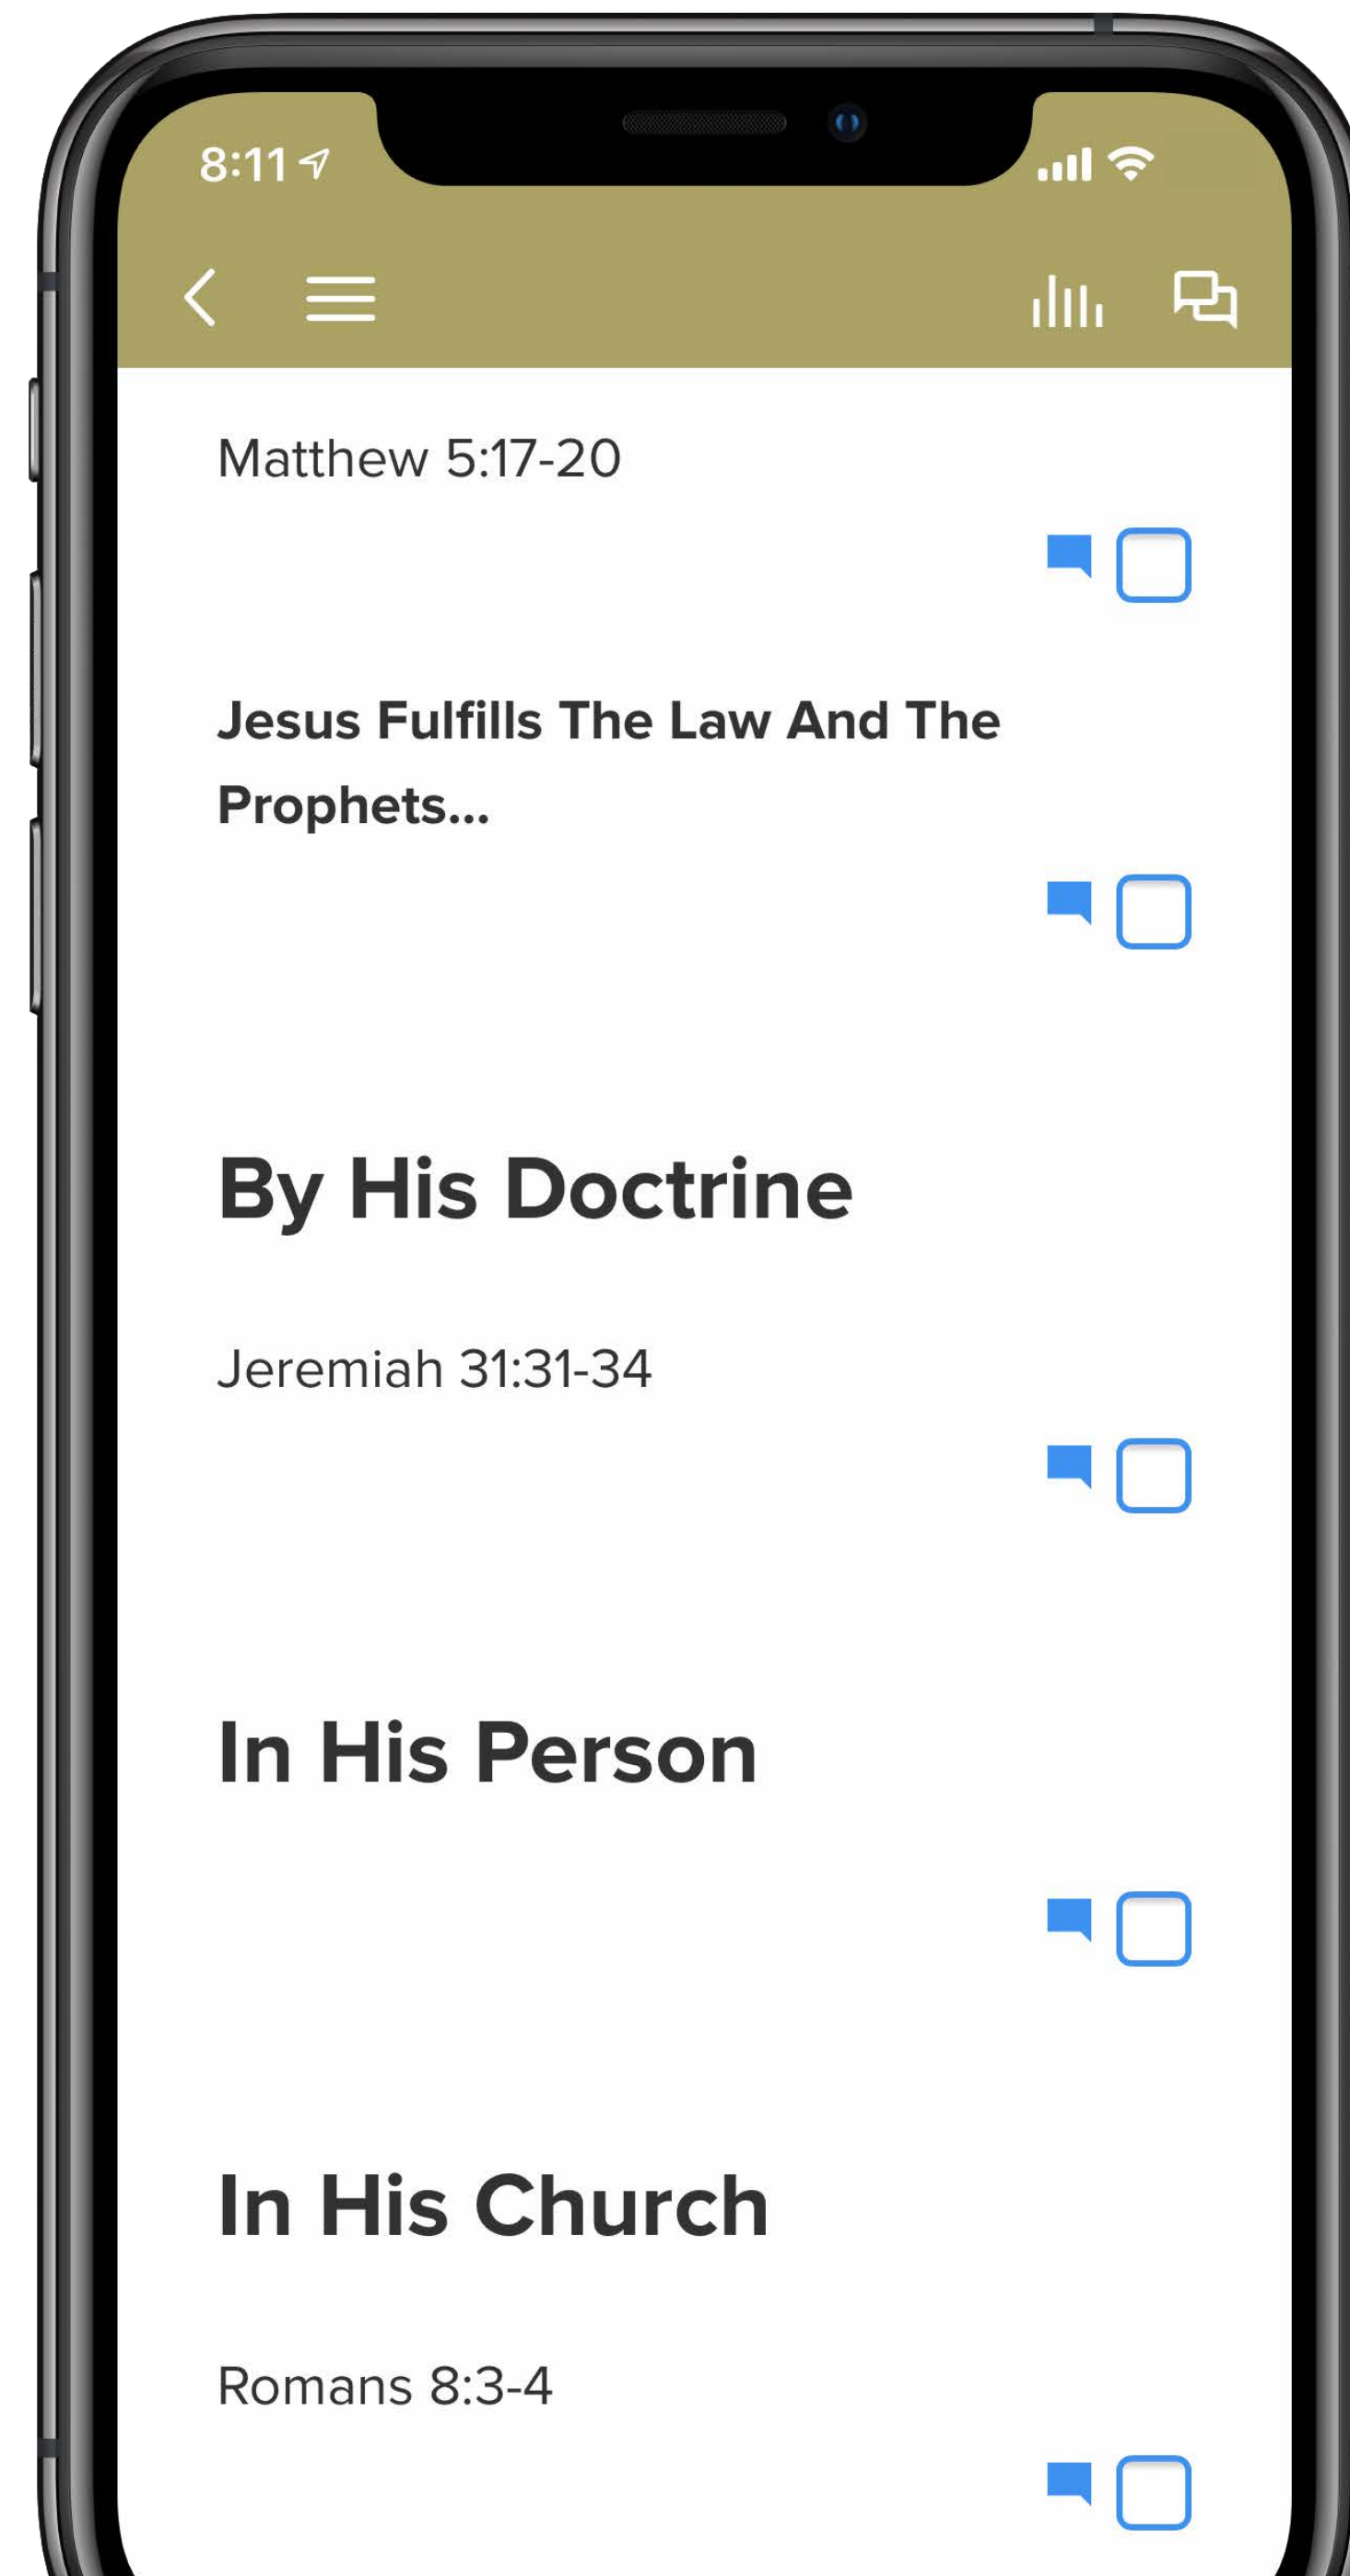 8:11
Matthew 5:17-20
Jesus Fulfills The Law And The
Prophets...
By His Doctrine
Jeremiah 31:31-34
In His Person
In His Church
Romans 8:3-4